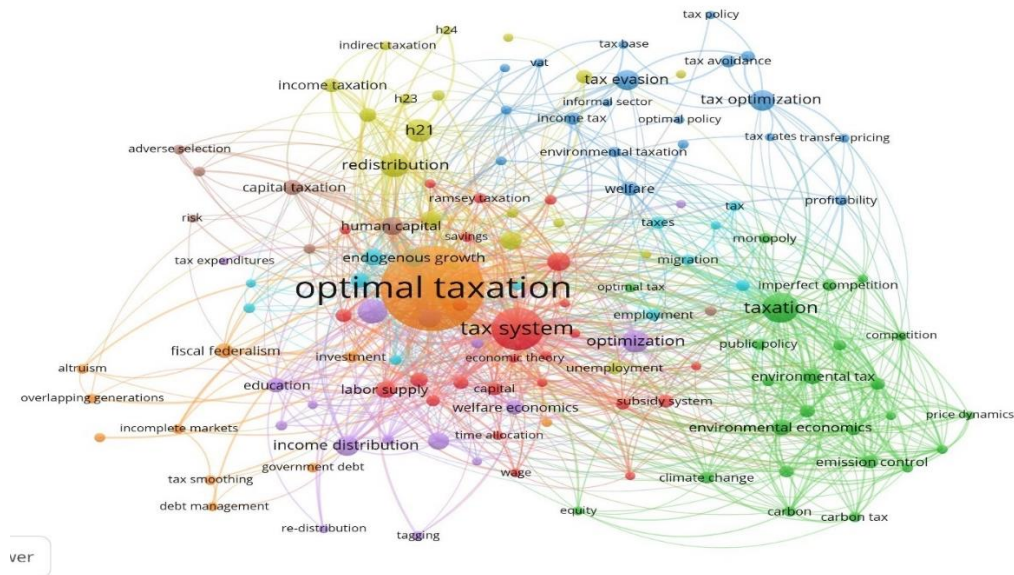 tax policy
h24
indirect taxation
tax base
vat
tax avoidance
tax evasion
income taxation
h23
informal sector
tax optimization
income tax
optimal policy
h21
tax rates
transfer pricing
adverse selection
environmental taxation
redistribution
capital taxation
welfare
ramsey taxation
profitability
tax
risk
human capital
taxes
savings
monopoly
endogenous growth
tax expenditures
migration
optimal taxation
optimal tax
imperfect competition
taxation
employment
tax system
competition
optimization
public policy
fiscal federalism
investment
economic theory
altruism
unemployment
environmental tax
education
labor supply
capital
overlapping generations
subsidy system
welfare economics
price dynamics
incomplete markets
time allocation
environmental economics
income distribution
government debt
emission control
wage
tax smoothing
climate change
debt management
equity
carbon
carbon tax
re-distribution
tagging
ver